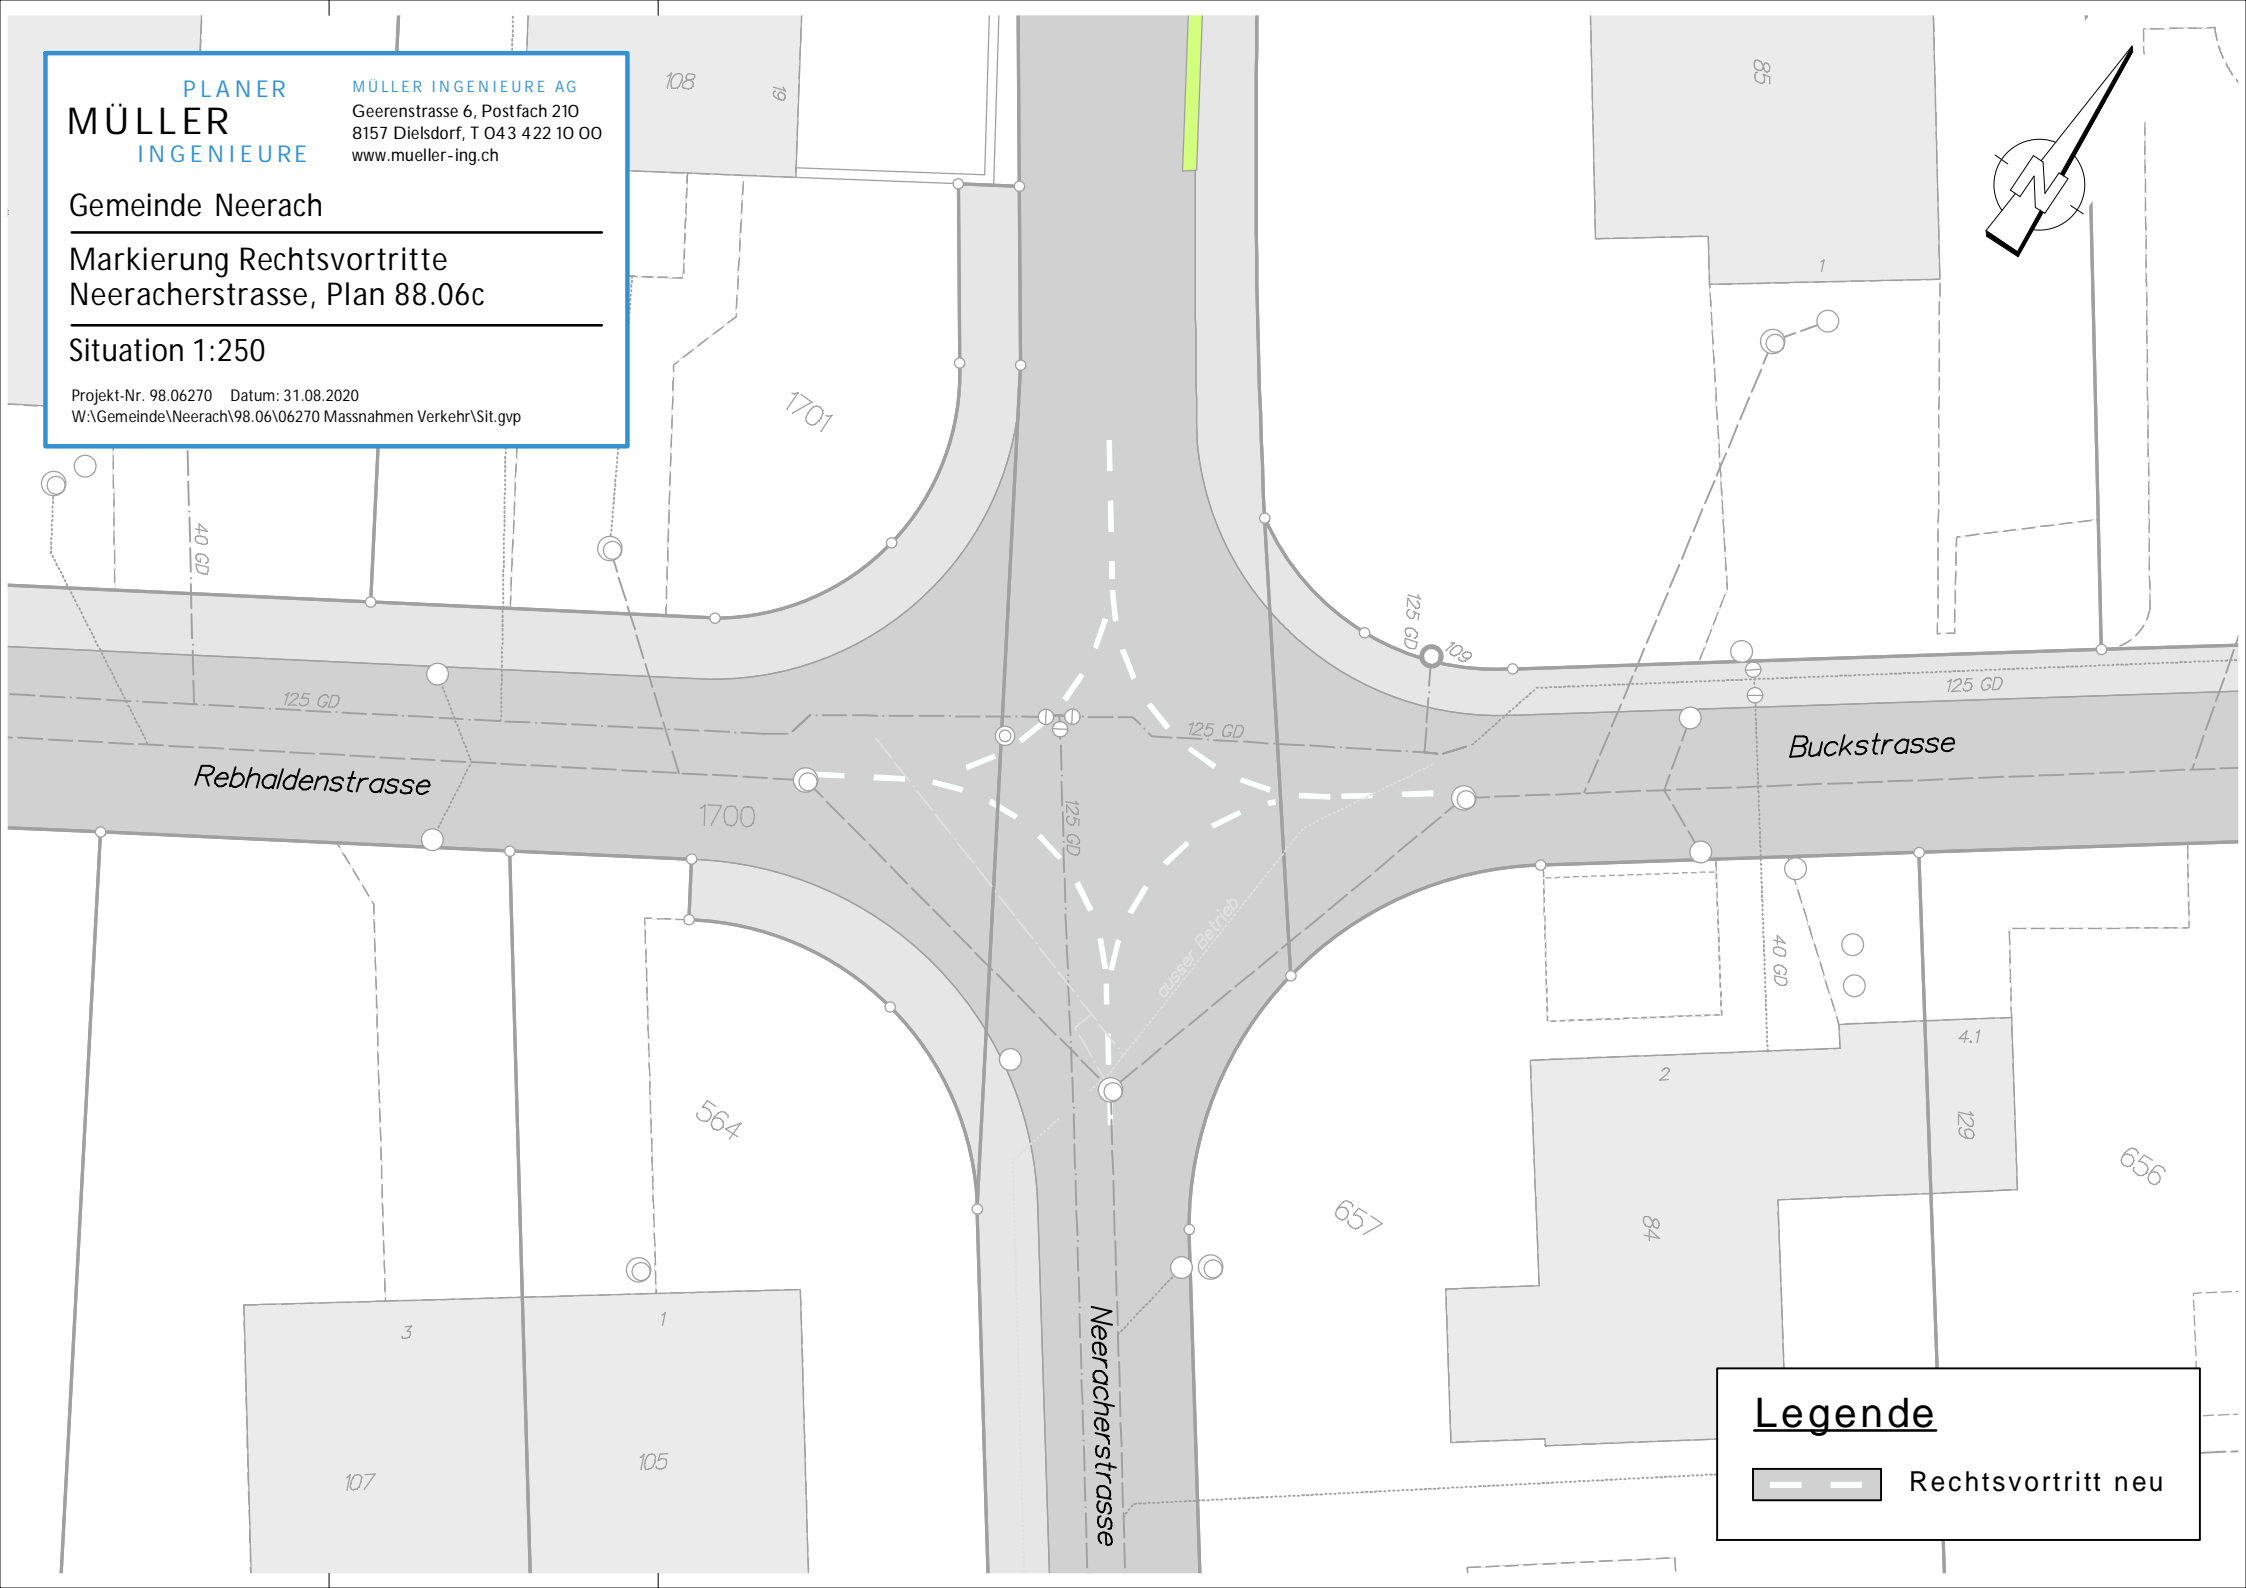 PLANER
MÜLLER
INGENIEURE
MÜLLER INGENIEURE AG
Geerenstrasse 6, Postfach 210
8157 Dielsdorf, T 043 422 10 00
www.mueller-ing.ch
Gemeinde Neerach
Markierung Rechtsvortritte
Neeracherstrasse, Plan 88.06c
Situation 1:250
Projekt-Nr. 98.06270 Datum: 31.08.2020
W:\Gemeinde\Neerach\98.06\06270 Massnahmen Verkehr\Sit.gvp
108
19
85
1
N
1701
40 GD
125 GD
109
125 GD
125 GD
125 GD
Rebhaldenstrasse
Buckstrasse
1700
125 GD
ausser Betrieb
40 GD
4.1
2
129
564
656
657
84
3
1
107
105
Neeracherstrasse
Legende
Rechtsvortritt neu